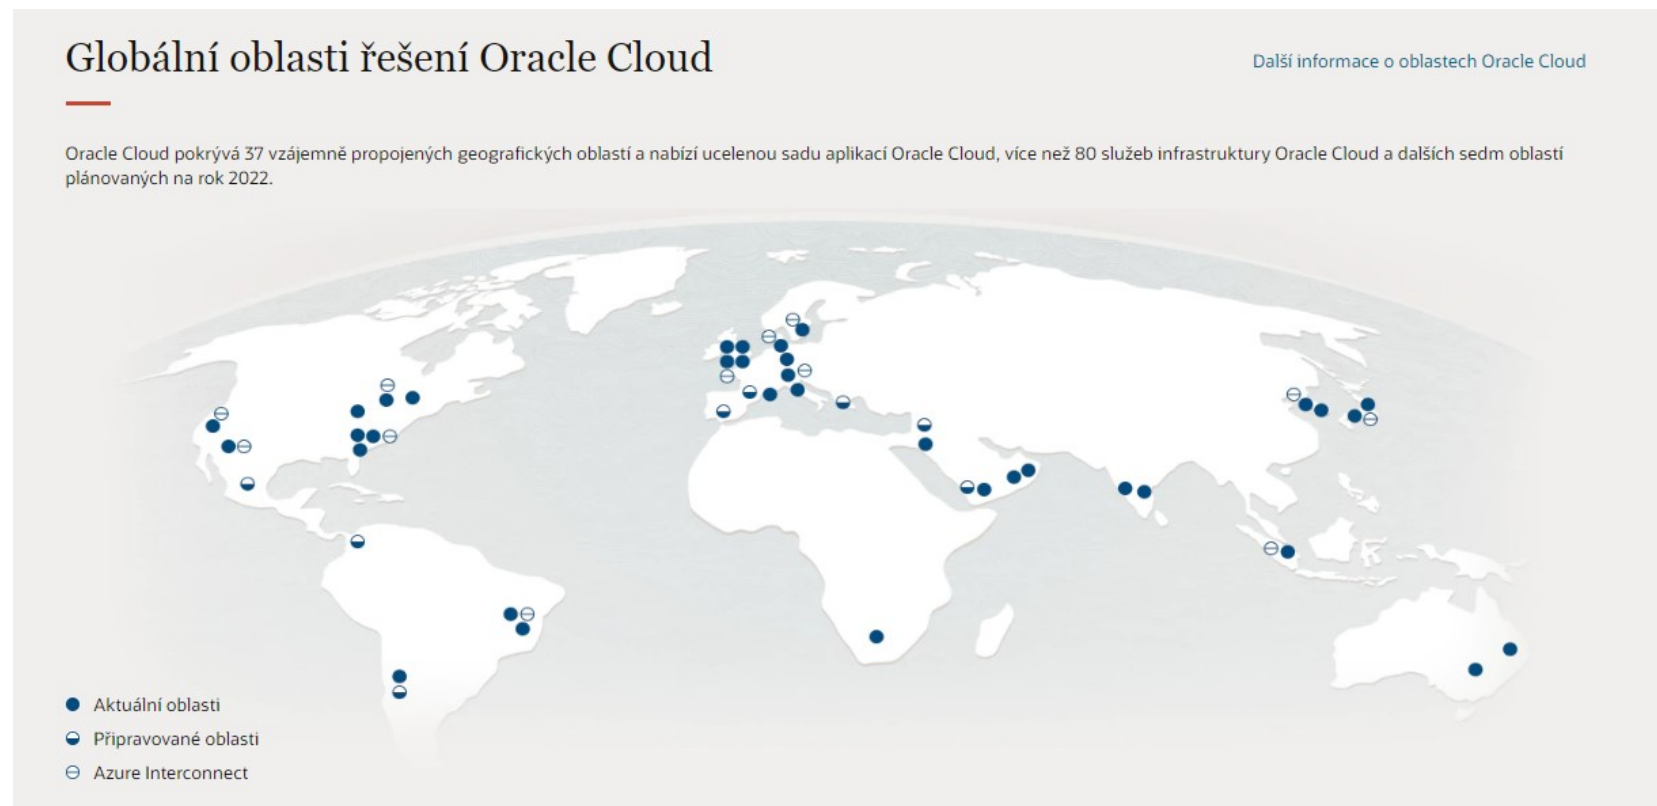 Globální oblasti řešení Oracle Cloud
Další informace o oblastech Oracle Cloud
Oracle Cloud pokrývá 37 vzájemně propojených geografických oblastí a nabízí ucelenou sadu aplikací Oracle Cloud, více než 80 služeb infrastruktury Oracle Cloud a dalších sedm oblastí
plánovaných na rok 2022.
Aktuální oblasti
Připravované oblasti
Azure Interconnect